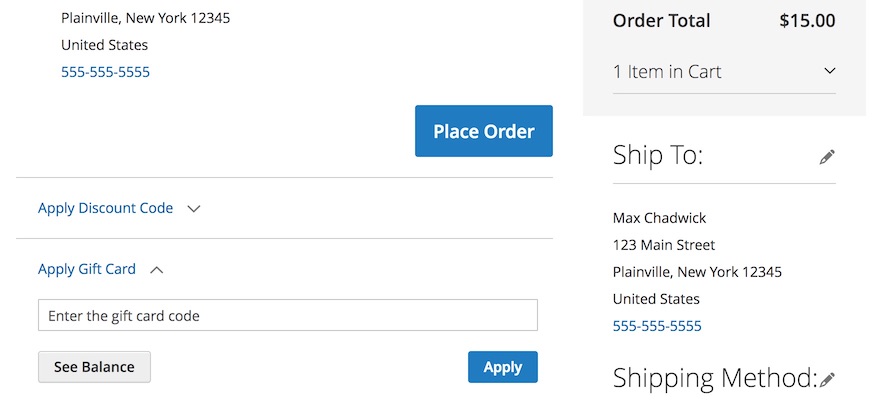 Plainville, New York 12345
United States
555-555-5555
Place Order
Apply Discount Code
Apply Gift Card
Enter the gift card code
See Balance
Apply
Order Total $15.00
1 Item in Cart
Ship To:
Max Chadwick
123 Main Street
Plainville, New York 12345
United States
555-555-5555
Shipping Method: